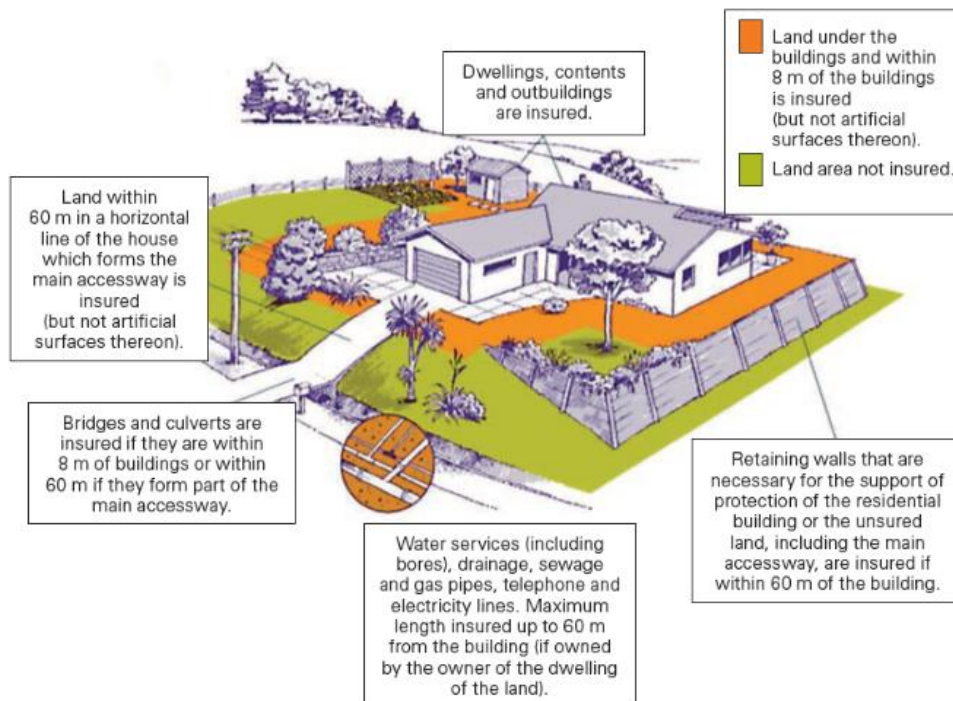 Dwellings, contents
and outbuildings
are insured.
Land under the
buildings and within
8 m of the buildings
is insured
(but not artificial
surfaces thereon).
Land area not insured.
Land within
60 m in a horizontal
line of the house
which forms the
main accessway is
insured
(but not artificial
surfaces thereon).
Bridges and culverts are
insured if they are within
8 m of buildings or within
60 m if they form part of the
main accessway.
Water services (including
bores), drainage, sewage
and gas pipes, telephone and
electricity lines. Maximum
length insured up to 60 m
from the building (if owned
by the owner of the dwelling
of the land).
Retaining walls that are
necessary for the support of
protection of the residential
building or the unsured
land, including the main
accessway, are insured if
within 60 m of the building.